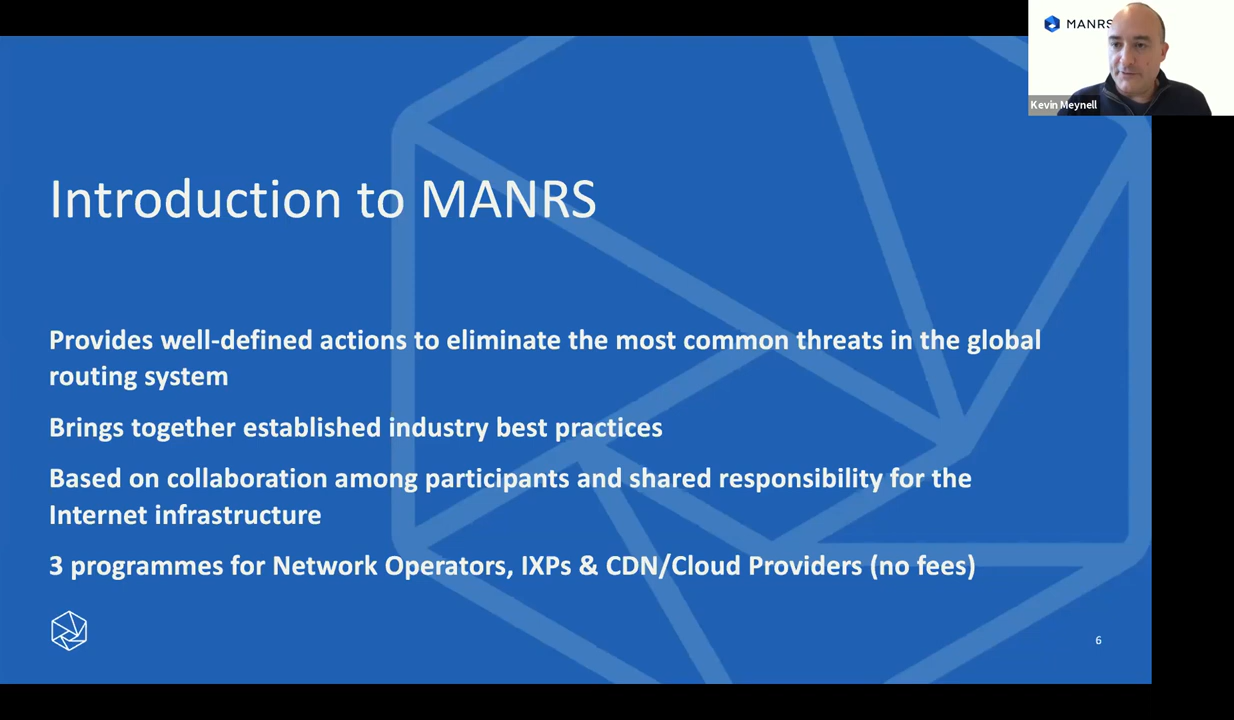 MANRS
Kevin Meynell
Introduction to MANRS
Provides well-defined actions to eliminate the most common threats in the global
routing system
Brings together established industry best practices
Based on collaboration among participants and shared responsibility for the
Internet infrastructure
3 programmes for Network Operators, IXPs & CDN/Cloud Providers (no fees)
6